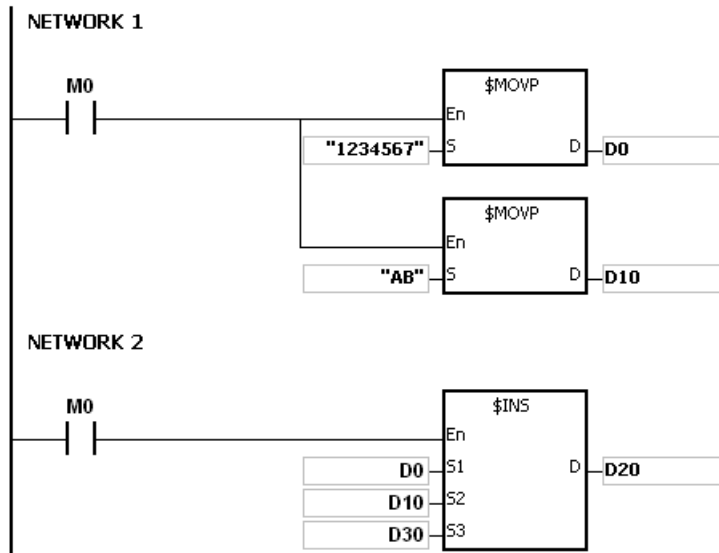 NETWORK 1
M0
$MOVP
En
"1234567" S D D0
$MOVP
En
"AB" S D D10
NETWORK 2
M0
$INS
En
D0 S1 D D20
D10 S2
D30 S3